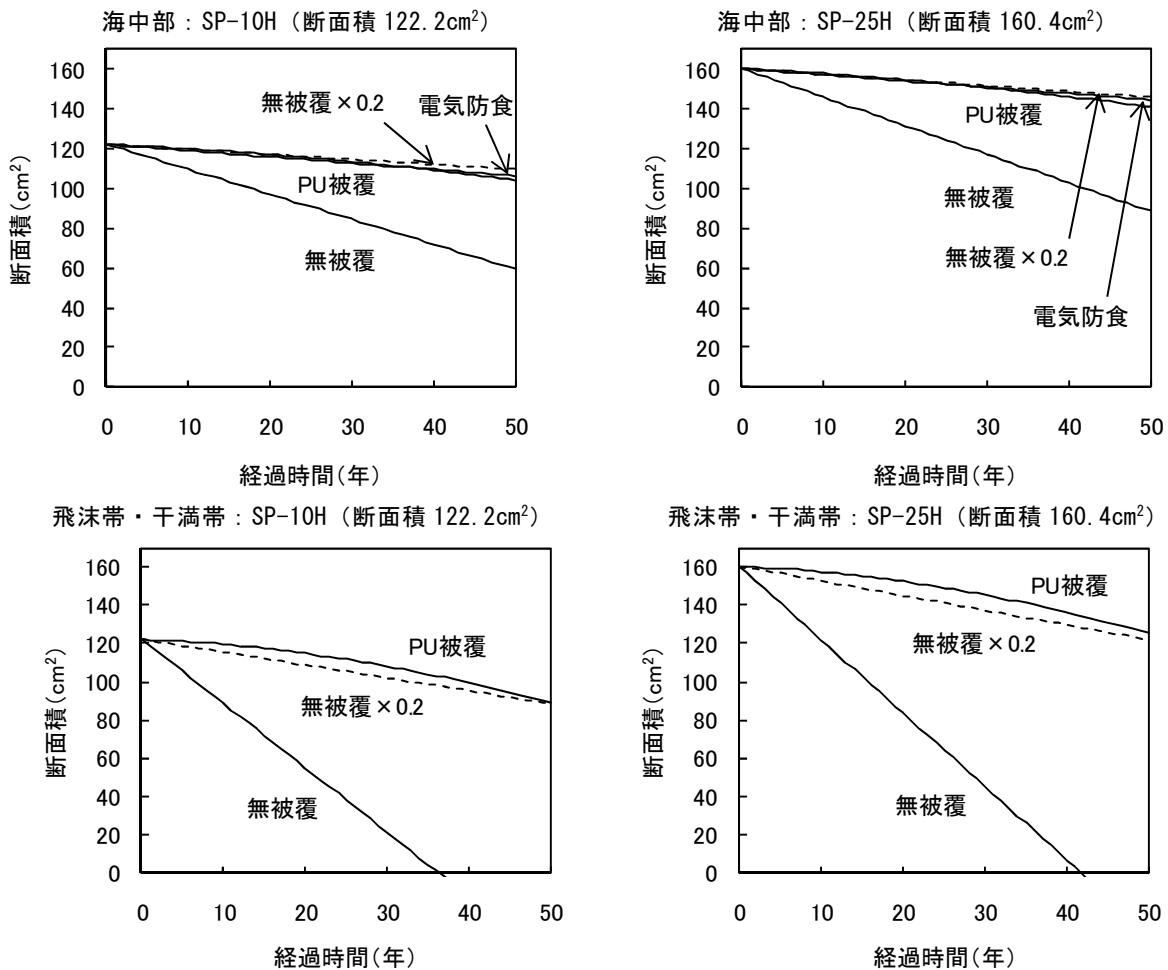 海中部：SP-10H（断面積 122.2cm²）
160
140
120
100
80
60
40
20
0
断面積(cm²)
無被覆×0.2
電気防食
PU被覆
無被覆
0 10 20 30 40 50
経過時間(年)
海中部：SP-25H（断面積 160.4cm²）
160
140
120
100
80
60
40
20
0
断面積(cm²)
PU被覆
無被覆
無被覆×0.2
電気防食
0 10 20 30 40 50
経過時間(年)
飛沫帯・干満帯：SP-10H（断面積 122.2cm²）
160
140
120
100
80
60
40
20
0
断面積(cm²)
PU被覆
無被覆×0.2
無被覆
0 10 20 30 40 50
経過時間(年)
飛沫帯・干満帯：SP-25H（断面積 160.4cm²）
160
140
120
100
80
60
40
20
0
断面積(cm²)
PU被覆
無被覆×0.2
無被覆
0 10 20 30 40 50
経過時間(年)